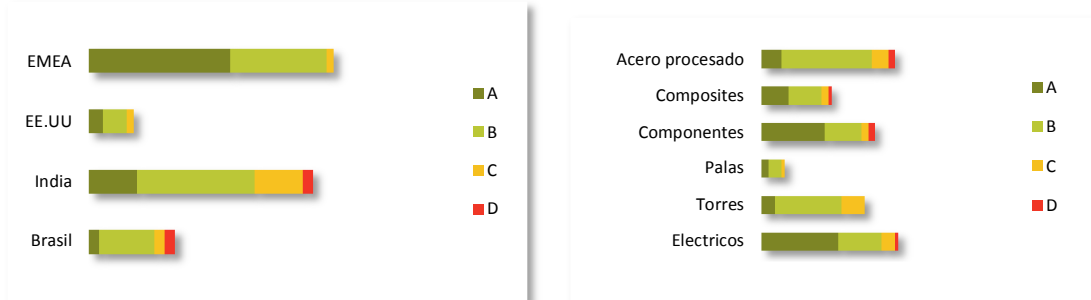 EMEA
EE.UU
India
Brasil
A
B
C
D
Acero procesado
Composites
Componentes
Palas
Torres
Electricos
A
B
C
D